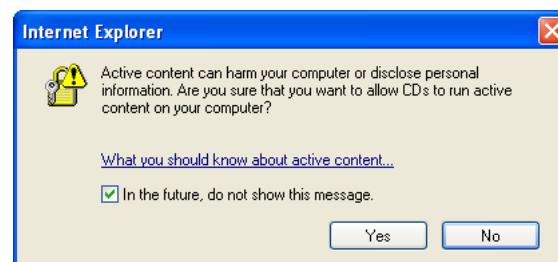 Internet Explorer
Active content can harm your computer or disclose personal
information. Are you sure that you want to allow CDs to run active
content on your computer?
What you should know about active content...
In the future, do not show this message.
Yes No